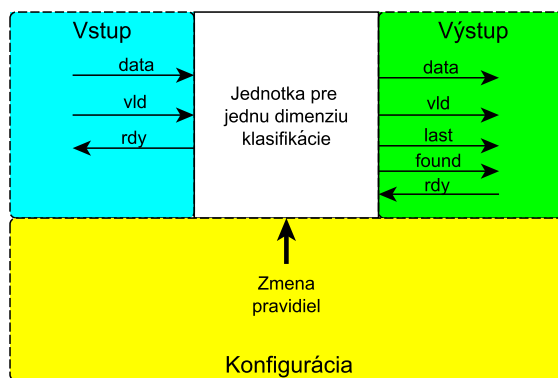 Vstup
data
vld
rdy
Jednotka pre
jednu dimenziu
klasifikácie
Výstup
data
vld
last
found
rdy
Zmena
pravidiel
Konfigurácia